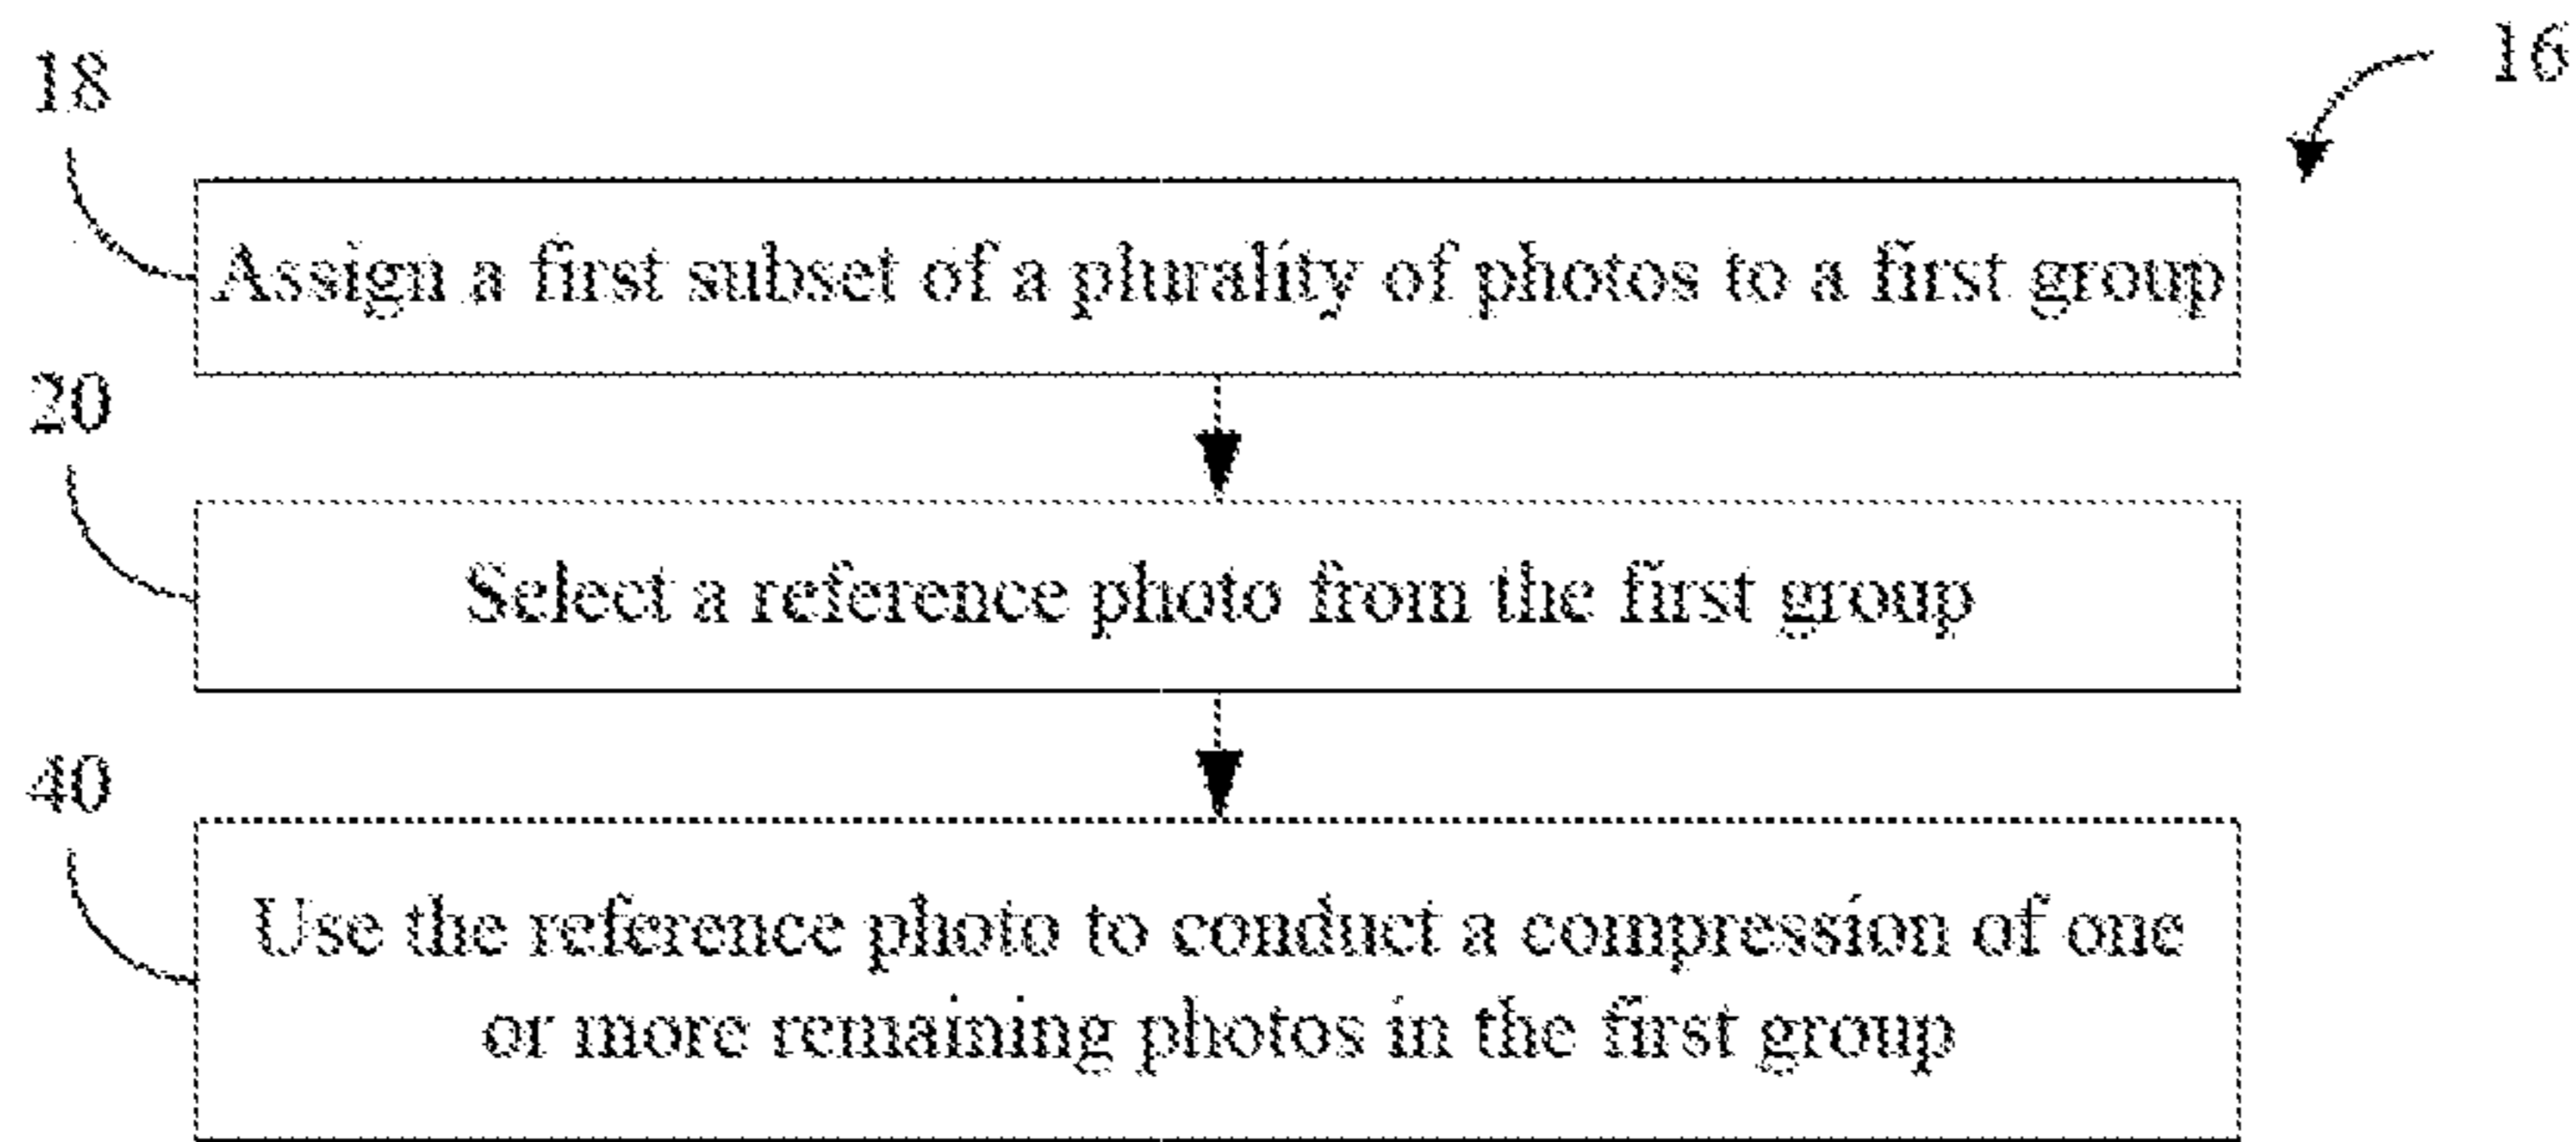 18
16
Assign a first subset of a plurality of photos to a first group
20
Select a reference photo from the first group
40
Use the reference photo to conduct a compression of one
or more remaining photos in the first group